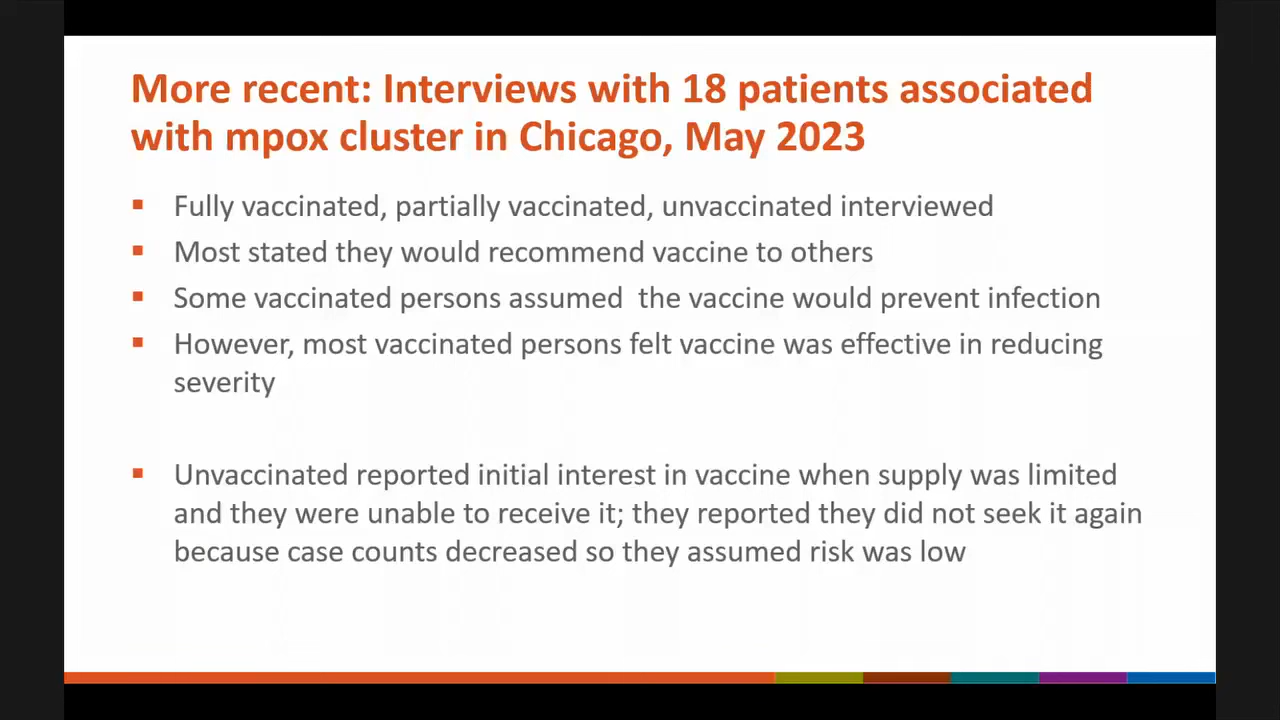 More recent: Interviews with 18 patients associated
with mpox cluster in Chicago, May 2023
▪ Fully vaccinated, partially vaccinated, unvaccinated interviewed
▪ Most stated they would recommend vaccine to others
▪ Some vaccinated persons assumed  the vaccine would prevent infection
▪ However, most vaccinated persons felt vaccine was effective in reducing
severity
▪ Unvaccinated reported initial interest in vaccine when supply was limited
and they were unable to receive it; they reported they did not seek it again
because case counts decreased so they assumed risk was low